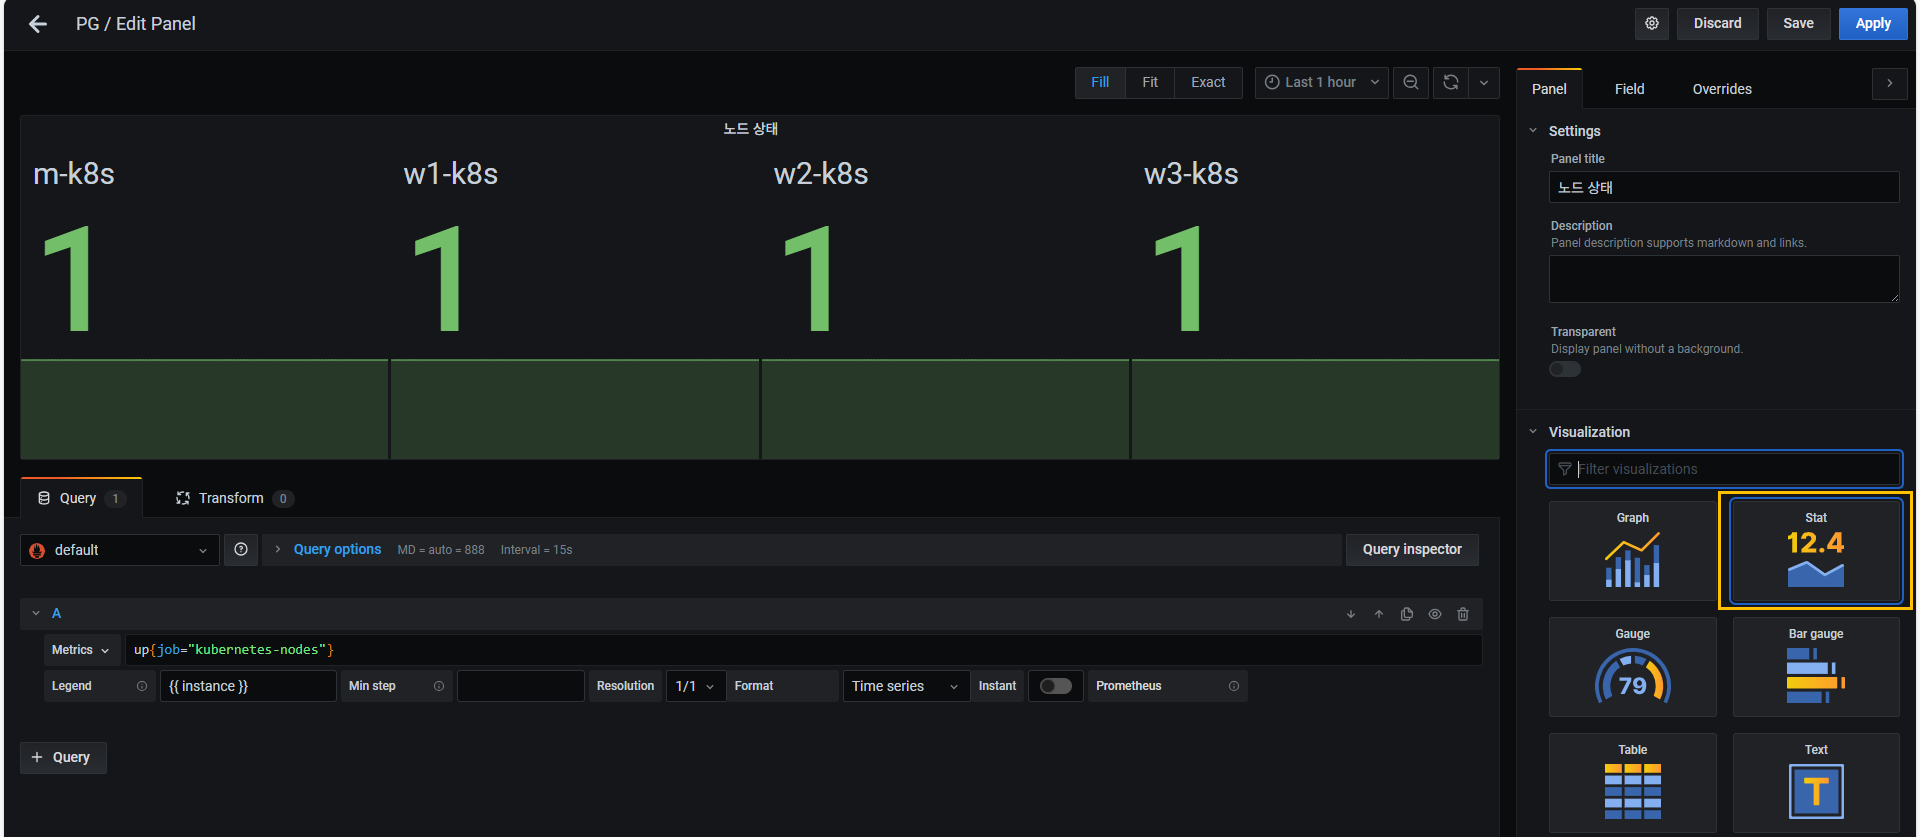 PG / Edit Panel
Discard
Save
Apply
Fill
Fit
Exact
Last 1 hour
노드 상태
m-k8s
w1-k8s
w2-k8s
w3-k8s
1
1
1
1
Query 1
Transform 0
default
Query options
MD = auto = 888
Interval = 15s
Query inspector
A
Metrics
up{job="kubernetes-nodes"}
Legend
{{ instance }}
Min step
Resolution
1/1
Format
Time series
Instant
Prometheus
+ Query
Panel
Field
Overrides
Settings
Panel title
노드 상태
Description
Panel description supports markdown and links.
Transparent
Display panel without a background.
Visualization
Filter visualizations
Graph
Stat
12.4
Gauge
79
Bar gauge
Table
Text
T